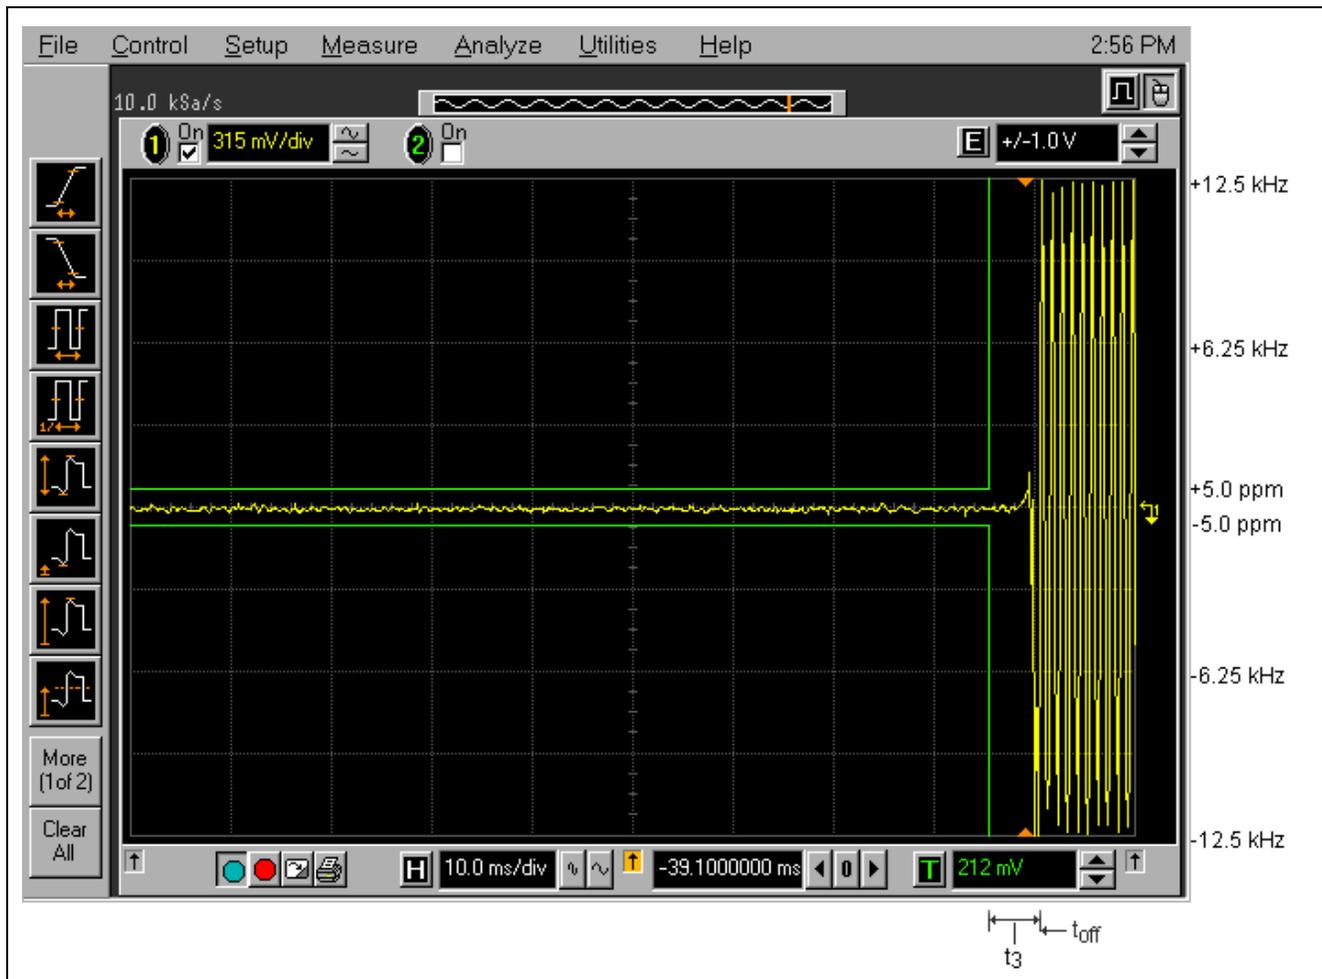 File Control Setup Measure Analyze Utilities Help 2:56 PM
10.0 kSa/s
1 On 315 mV/div 2 On E +/-1.0 V
+12.5 kHz
+6.25 kHz
+5.0 ppm
-5.0 ppm
1
-6.25 kHz
-12.5 kHz
1/
More
(1of 2)
Clear
All
H 10.0 ms/div -39.1000000 ms 0 T 212 mV
toff
t3